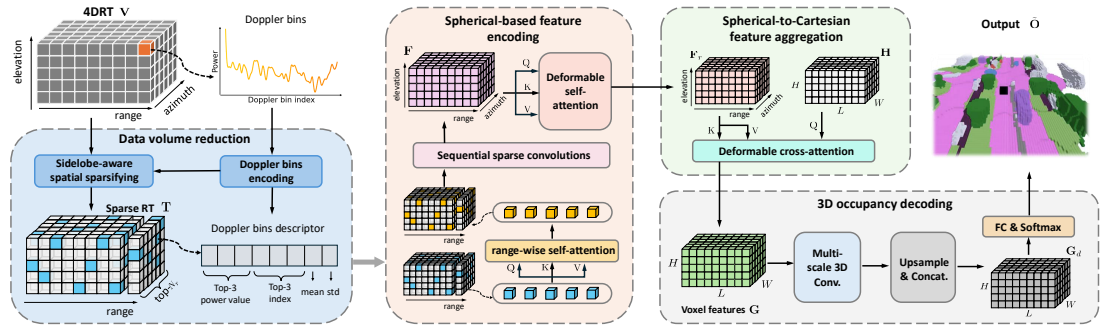 4DRT V
elevation
range
azimuth
Doppler bins
Power
Doppler bin index
Data volume reduction
Sidelobe-aware
spatial sparsifying
Doppler bins
encoding
Sparse RT T
range
top-Nr
Doppler bins descriptor
Top-3
power value
Top-3
index
mean std
Spherical-based feature
encoding
F
elevation
range
azimuth
Q
K
V
Deformable
self-attention
Sequential sparse convolutions
range
range-wise self-attention
Q
K
V
range
Spherical-to-Cartesian
feature aggregation
Fr
elevation
range
azimuth
H
H
L
W
K
V
Q
Deformable cross-attention
Output Õ
3D occupancy decoding
H
L
W
Voxel features G
Multi-
scale 3D
Conv.
Upsample
& Concat.
FC & Softmax
Gd
H
L
W